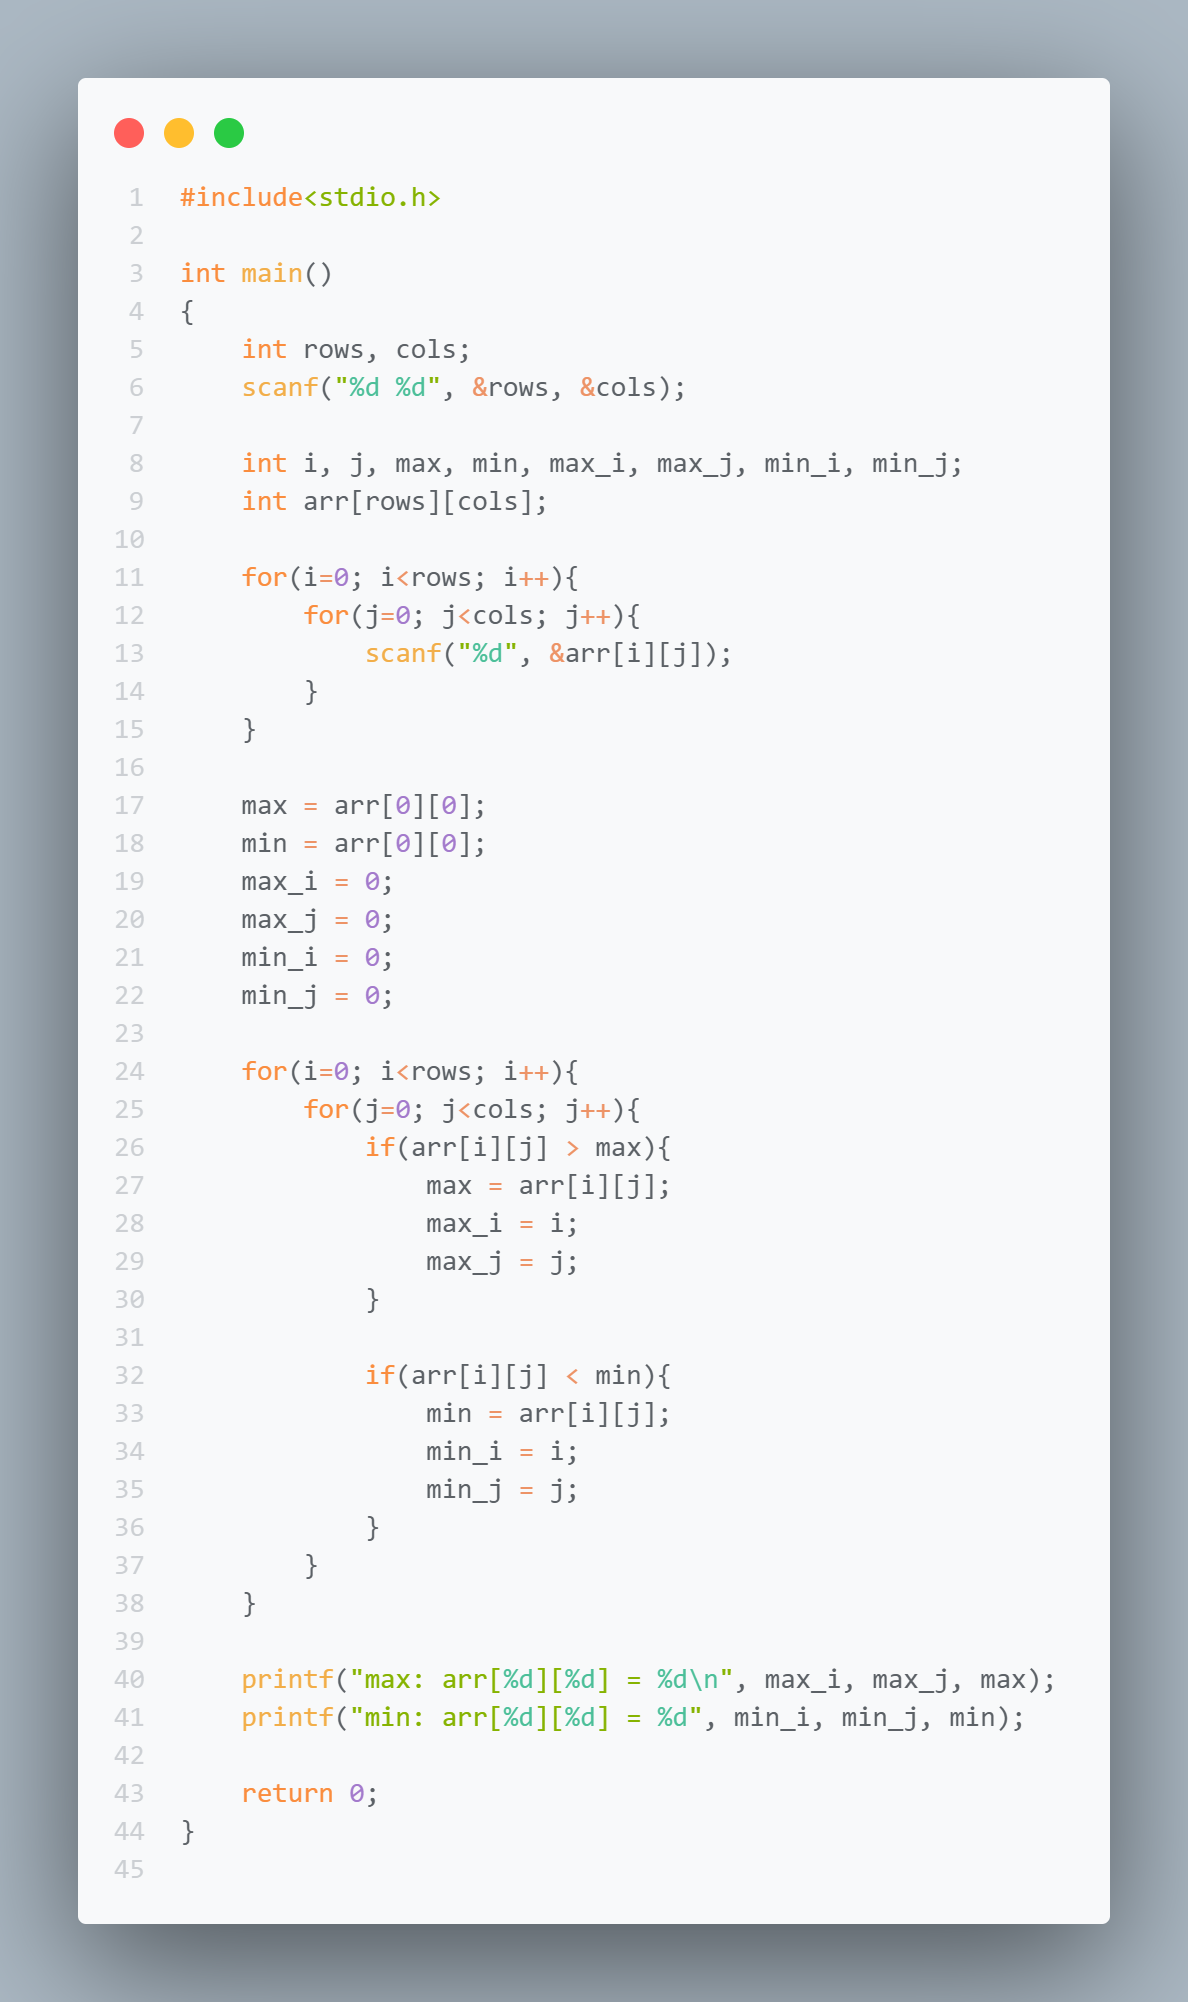 1 #include<stdio.h>
2
3 int main()
4 {
5     int rows, cols;
6     scanf("%d %d", &rows, &cols);
7
8     int i, j, max, min, max_i, max_j, min_i, min_j;
9     int arr[rows][cols];
10
11     for(i=0; i<rows; i++){
12         for(j=0; j<cols; j++){
13             scanf("%d", &arr[i][j]);
14         }
15     }
16
17     max = arr[0][0];
18     min = arr[0][0];
19     max_i = 0;
20     max_j = 0;
21     min_i = 0;
22     min_j = 0;
23
24     for(i=0; i<rows; i++){
25         for(j=0; j<cols; j++){
26             if(arr[i][j] > max){
27                 max = arr[i][j];
28                 max_i = i;
29                 max_j = j;
30             }
31
32             if(arr[i][j] < min){
33                 min = arr[i][j];
34                 min_i = i;
35                 min_j = j;
36             }
37         }
38     }
39
40     printf("max: arr[%d][%d] = %d\n", max_i, max_j, max);
41     printf("min: arr[%d][%d] = %d", min_i, min_j, min);
42
43     return 0;
44 }
45